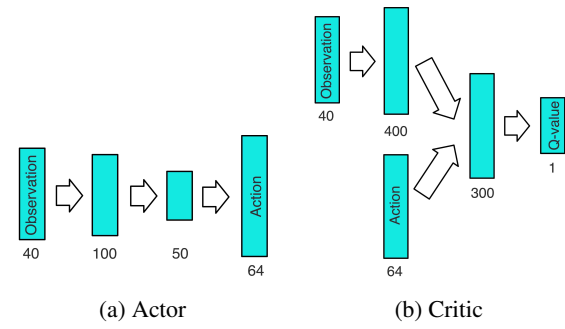 Observation
40
100
50
Action
64
(a) Actor
Observation
40
400
Action
64
300
Q-value
1
(b) Critic